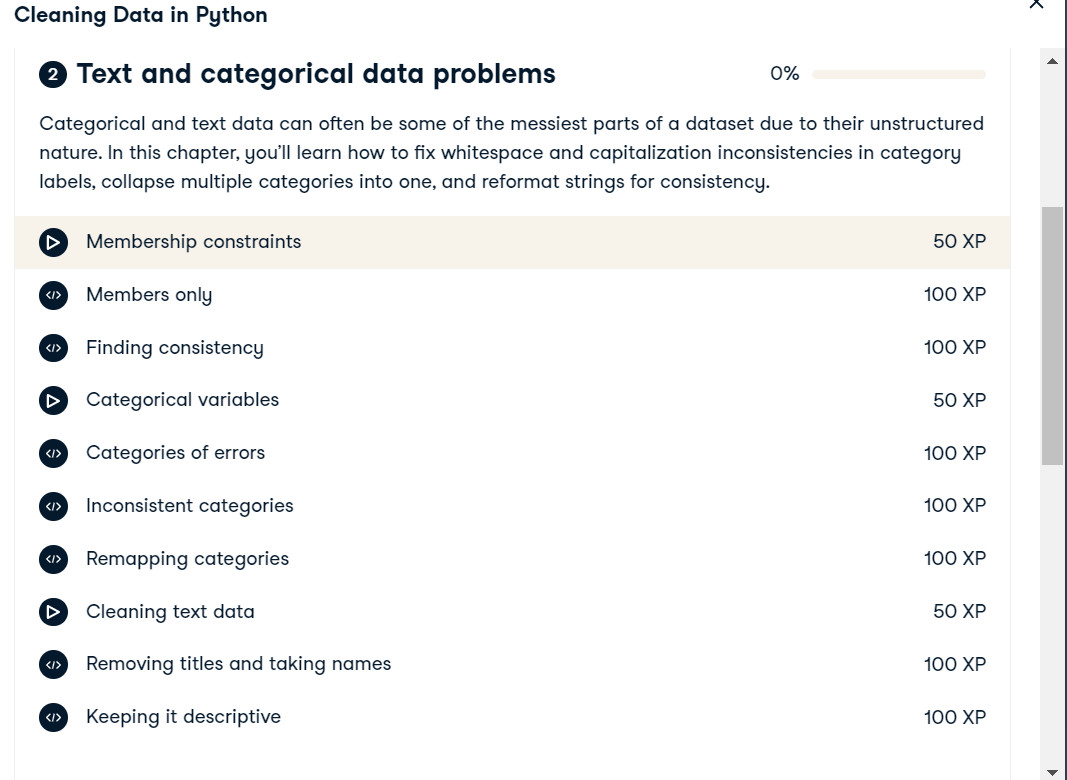 Cleaning Data in Python
2 Text and categorical data problems 0%
Categorical and text data can often be some of the messiest parts of a dataset due to their unstructured
nature. In this chapter, you’ll learn how to fix whitespace and capitalization inconsistencies in category
labels, collapse multiple categories into one, and reformat strings for consistency.
Membership constraints 50 XP
Members only 100 XP
Finding consistency 100 XP
Categorical variables 50 XP
Categories of errors 100 XP
Inconsistent categories 100 XP
Remapping categories 100 XP
Cleaning text data 50 XP
Removing titles and taking names 100 XP
Keeping it descriptive 100 XP